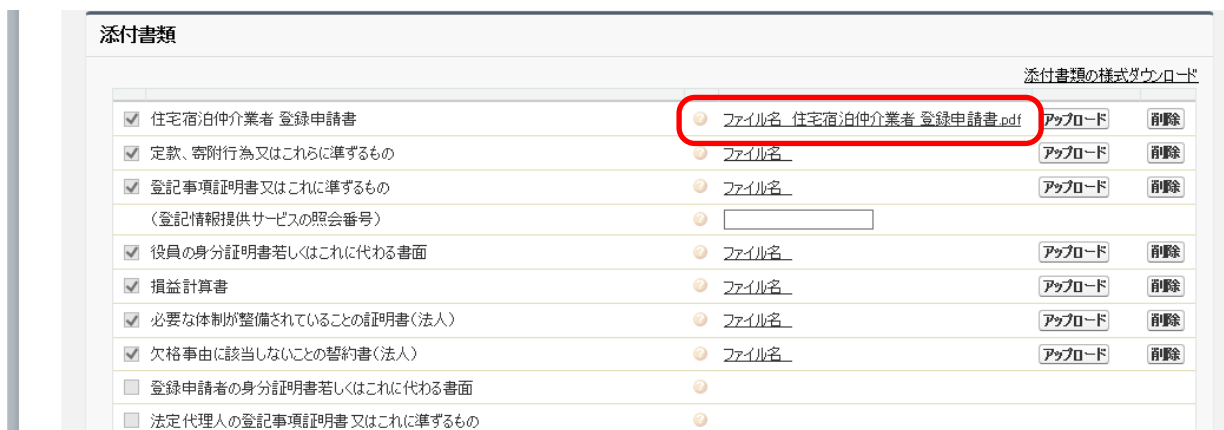 添付書類
添付書類の様式ダウンロード
住宅宿泊仲介業者 登録申請書 ? ファイル名 住宅宿泊仲介業者 登録申請書.pdf アップロード 削除
定款、寄附行為又はこれらに準ずるもの ? ファイル名 アップロード 削除
登記事項証明書又はこれに準ずるもの ? ファイル名 アップロード 削除
（登記情報提供サービスの照会番号） ?
役員の身分証明書若しくはこれに代わる書面 ? ファイル名 アップロード 削除
損益計算書 ? ファイル名 アップロード 削除
必要な体制が整備されていることの証明書（法人） ? ファイル名 アップロード 削除
欠格事由に該当しないことの誓約書（法人） ? ファイル名 アップロード 削除
登録申請者の身分証明書若しくはこれに代わる書面 ?
法定代理人の登記事項証明書又はこれに準ずるもの ?